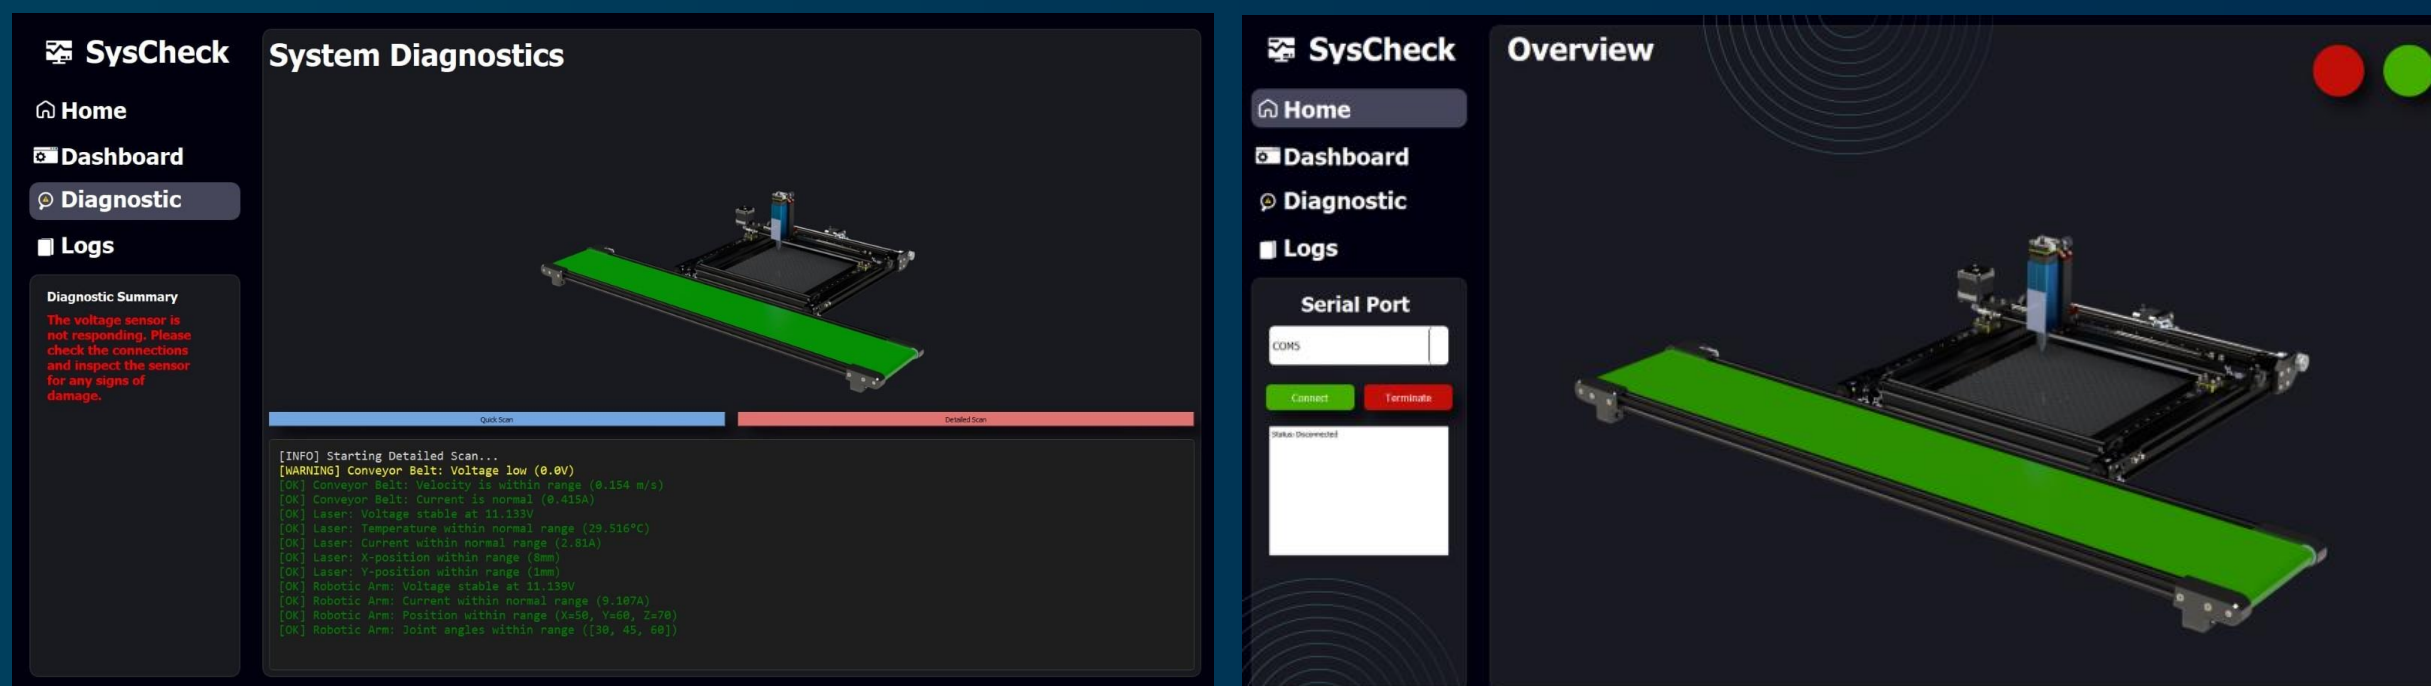 SysCheck
Home
Dashboard
Diagnostic
Logs
Diagnostic Summary
The voltage sensor is
not responding. Please
check the connections
and inspect the sensor
for any signs of
damage.
System Diagnostics
Quick Scan
Detailed Scan
[INFO] Starting Detailed Scan...
[WARNING] Conveyor Belt: Voltage low (0.0V)
[OK] Conveyor Belt: Velocity is within range (0.154 m/s)
[OK] Conveyor Belt: Current is normal (0.415A)
[OK] Laser: Voltage stable at 11.133V
[OK] Laser: Temperature within normal range (29.516°C)
[OK] Laser: Current within normal range (2.81A)
[OK] Laser: X-position within range (8mm)
[OK] Laser: Y-position within range (1mm)
[OK] Robotic Arm: Voltage stable at 11.139V
[OK] Robotic Arm: Current within normal range (9.107A)
[OK] Robotic Arm: Position within range (X=50, Y=60, Z=70)
[OK] Robotic Arm: Joint angles within range ([30, 45, 60])
SysCheck
Home
Dashboard
Diagnostic
Logs
Serial Port
COM5
Connect
Terminate
Status: Disconnected
Overview